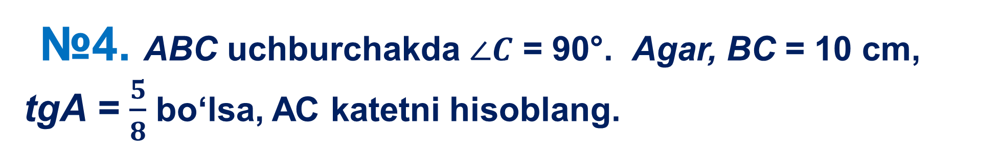 №4. ABC uchburchakda ∠C = 90°. Agar, BC = 10 cm,
tgA = 5/8 bo‘lsa, AC katetni hisoblang.